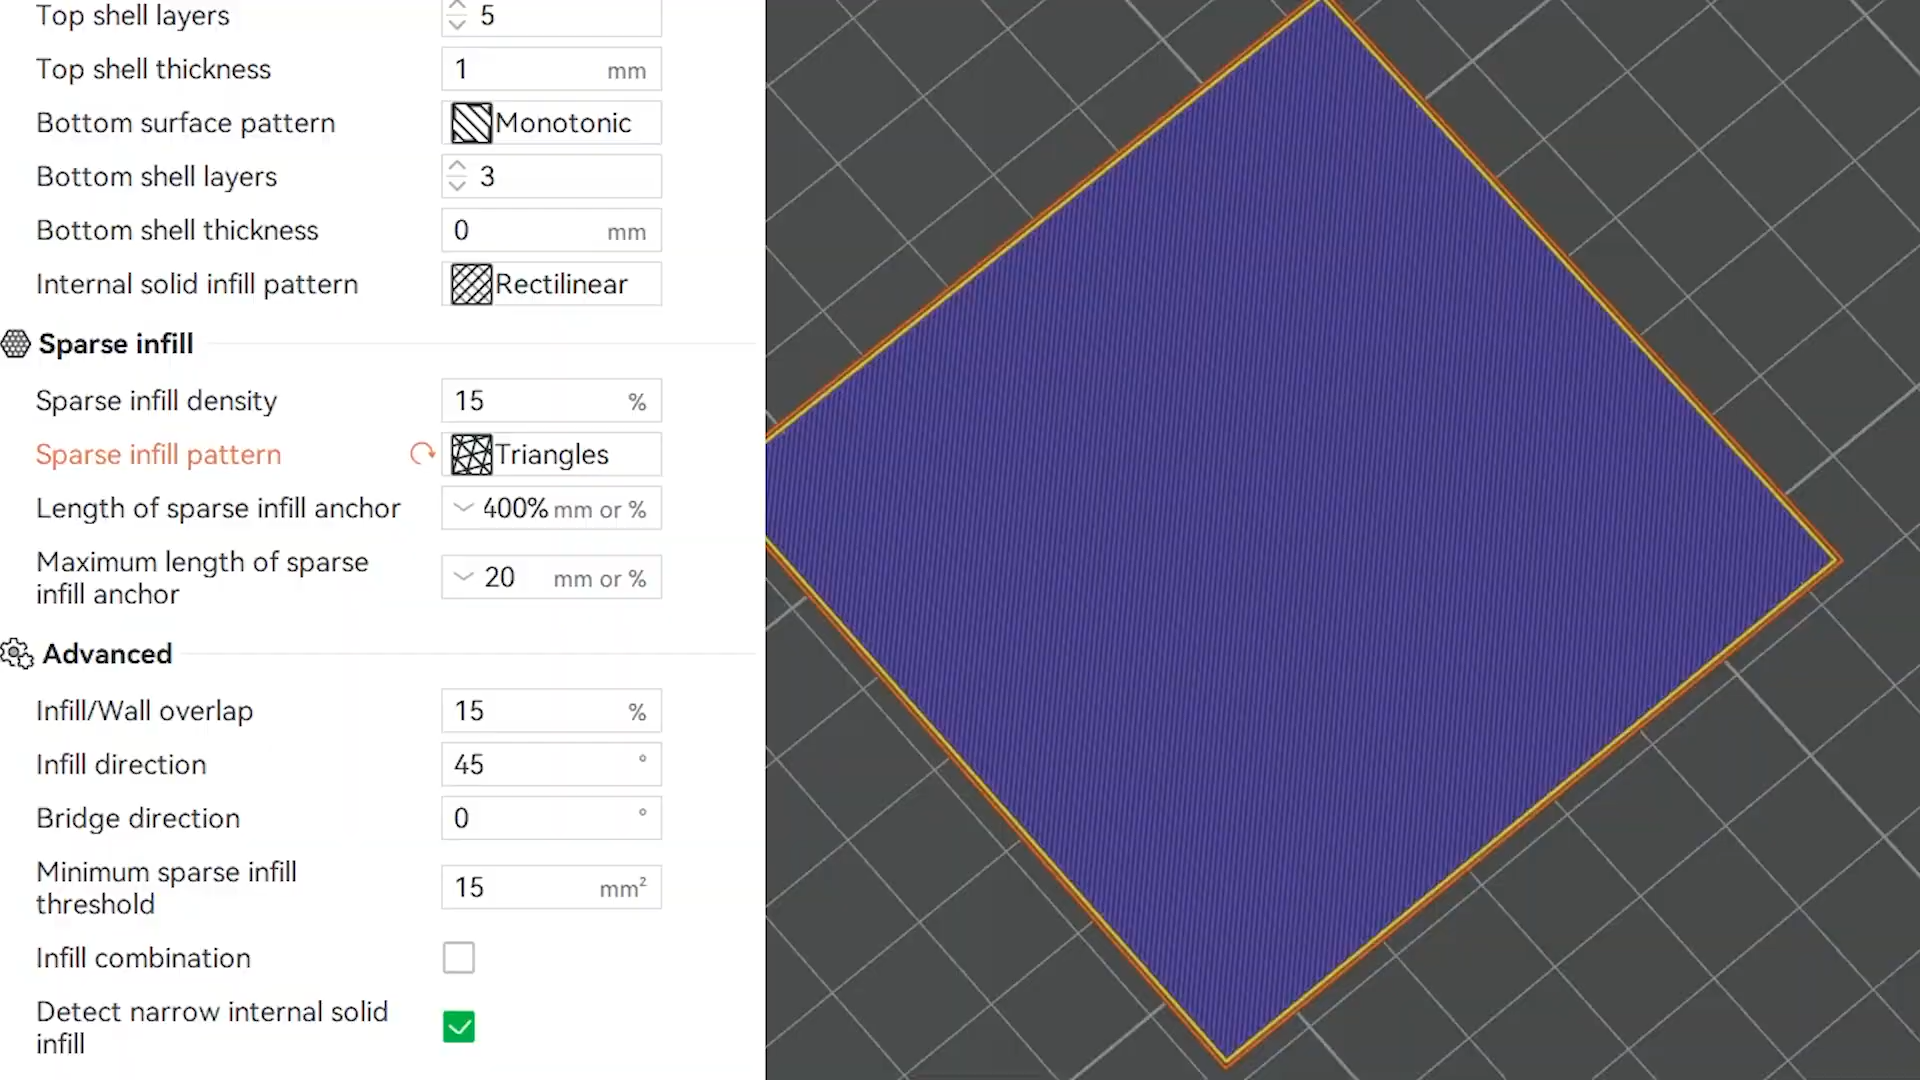 Top shell layers 5
Top shell thickness 1 mm
Bottom surface pattern Monotonic
Bottom shell layers 3
Bottom shell thickness 0 mm
Internal solid infill pattern Rectilinear
Sparse infill
Sparse infill density 15 %
Sparse infill pattern Triangles
Length of sparse infill anchor 400% mm or %
Maximum length of sparse
infill anchor 20 mm or %
Advanced
Infill/Wall overlap 15 %
Infill direction 45 °
Bridge direction 0 °
Minimum sparse infill
threshold 15 mm²
Infill combination
Detect narrow internal solid
infill